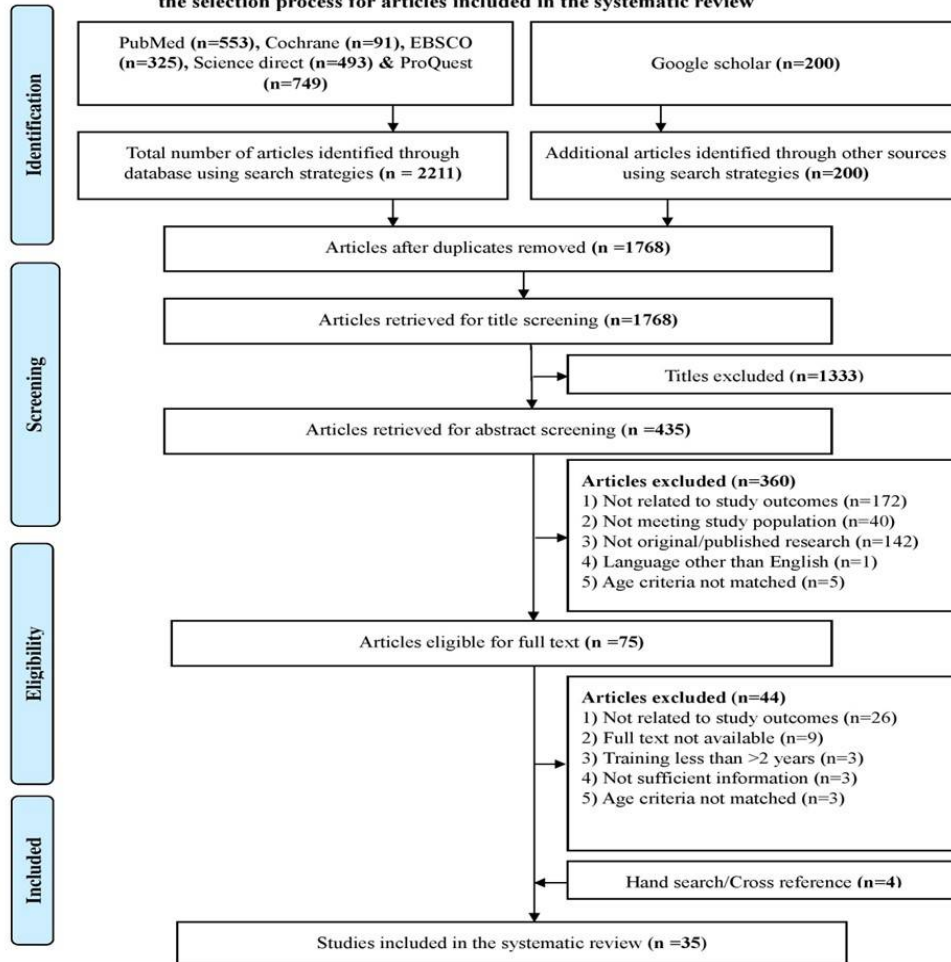 the selection process for articles included in the systematic review
PubMed (n=553), Cochrane (n=91), EBSCO
(n=325), Science direct (n=493) & ProQuest
(n=749)
Google scholar (n=200)
Identification
Total number of articles identified through
database using search strategies (n = 2211)
Additional articles identified through other sources
using search strategies (n=200)
Articles after duplicates removed (n =1768)
Articles retrieved for title screening (n=1768)
Screening
Titles excluded (n=1333)
Articles retrieved for abstract screening (n =435)
Articles excluded (n=360)
1) Not related to study outcomes (n=172)
2) Not meeting study population (n=40)
3) Not original/published research (n=142)
4) Language other than English (n=1)
5) Age criteria not matched (n=5)
Eligibility
Articles eligible for full text (n =75)
Articles excluded (n=44)
1) Not related to study outcomes (n=26)
2) Full text not available (n=9)
3) Training less than >2 years (n=3)
4) Not sufficient information (n=3)
5) Age criteria not matched (n=3)
Included
Hand search/Cross reference (n=4)
Studies included in the systematic review (n =35)